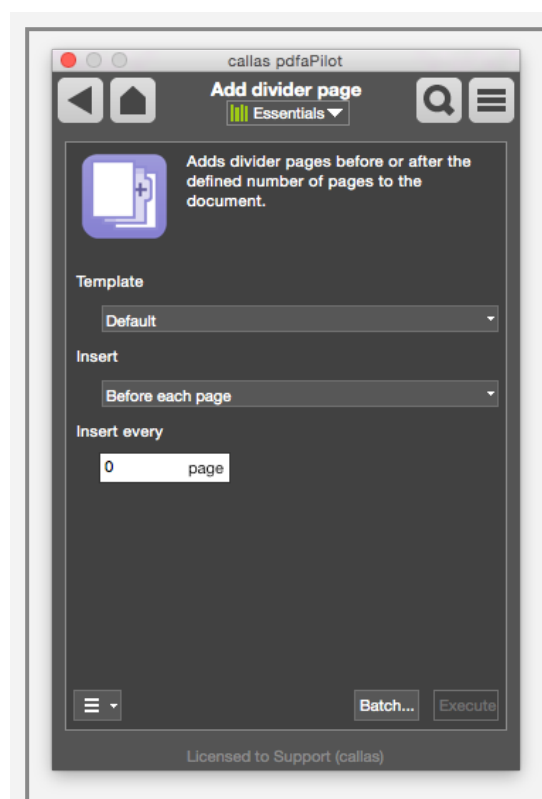 callas pdfaPilot
Add divider page
Essentials
Adds divider pages before or after the
defined number of pages to the
document.
Template
Default
Insert
Before each page
Insert every
0 page
Batch...
Execute
Licensed to Support (callas)